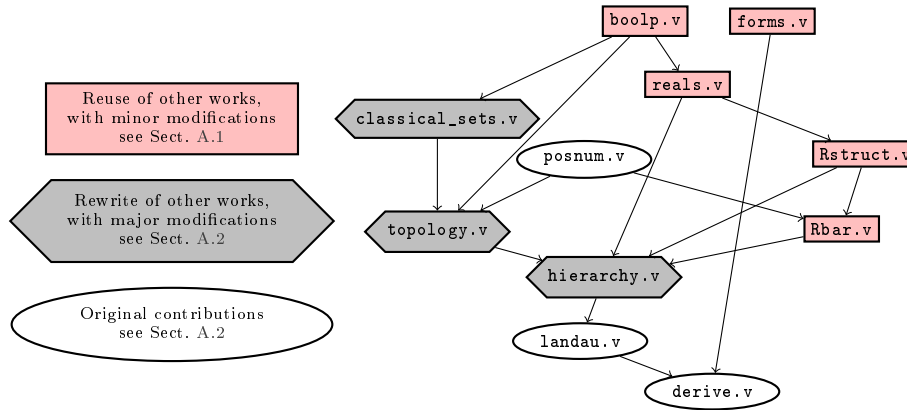 boolp.v
forms.v
reals.v
Reuse of other works,
with minor modifications
see Sect. A.1
classical_sets.v
posnum.v
Rstruct.v
Rewrite of other works,
with major modifications
see Sect. A.2
topology.v
Rbar.v
hierarchy.v
Original contributions
see Sect. A.2
landau.v
derive.v